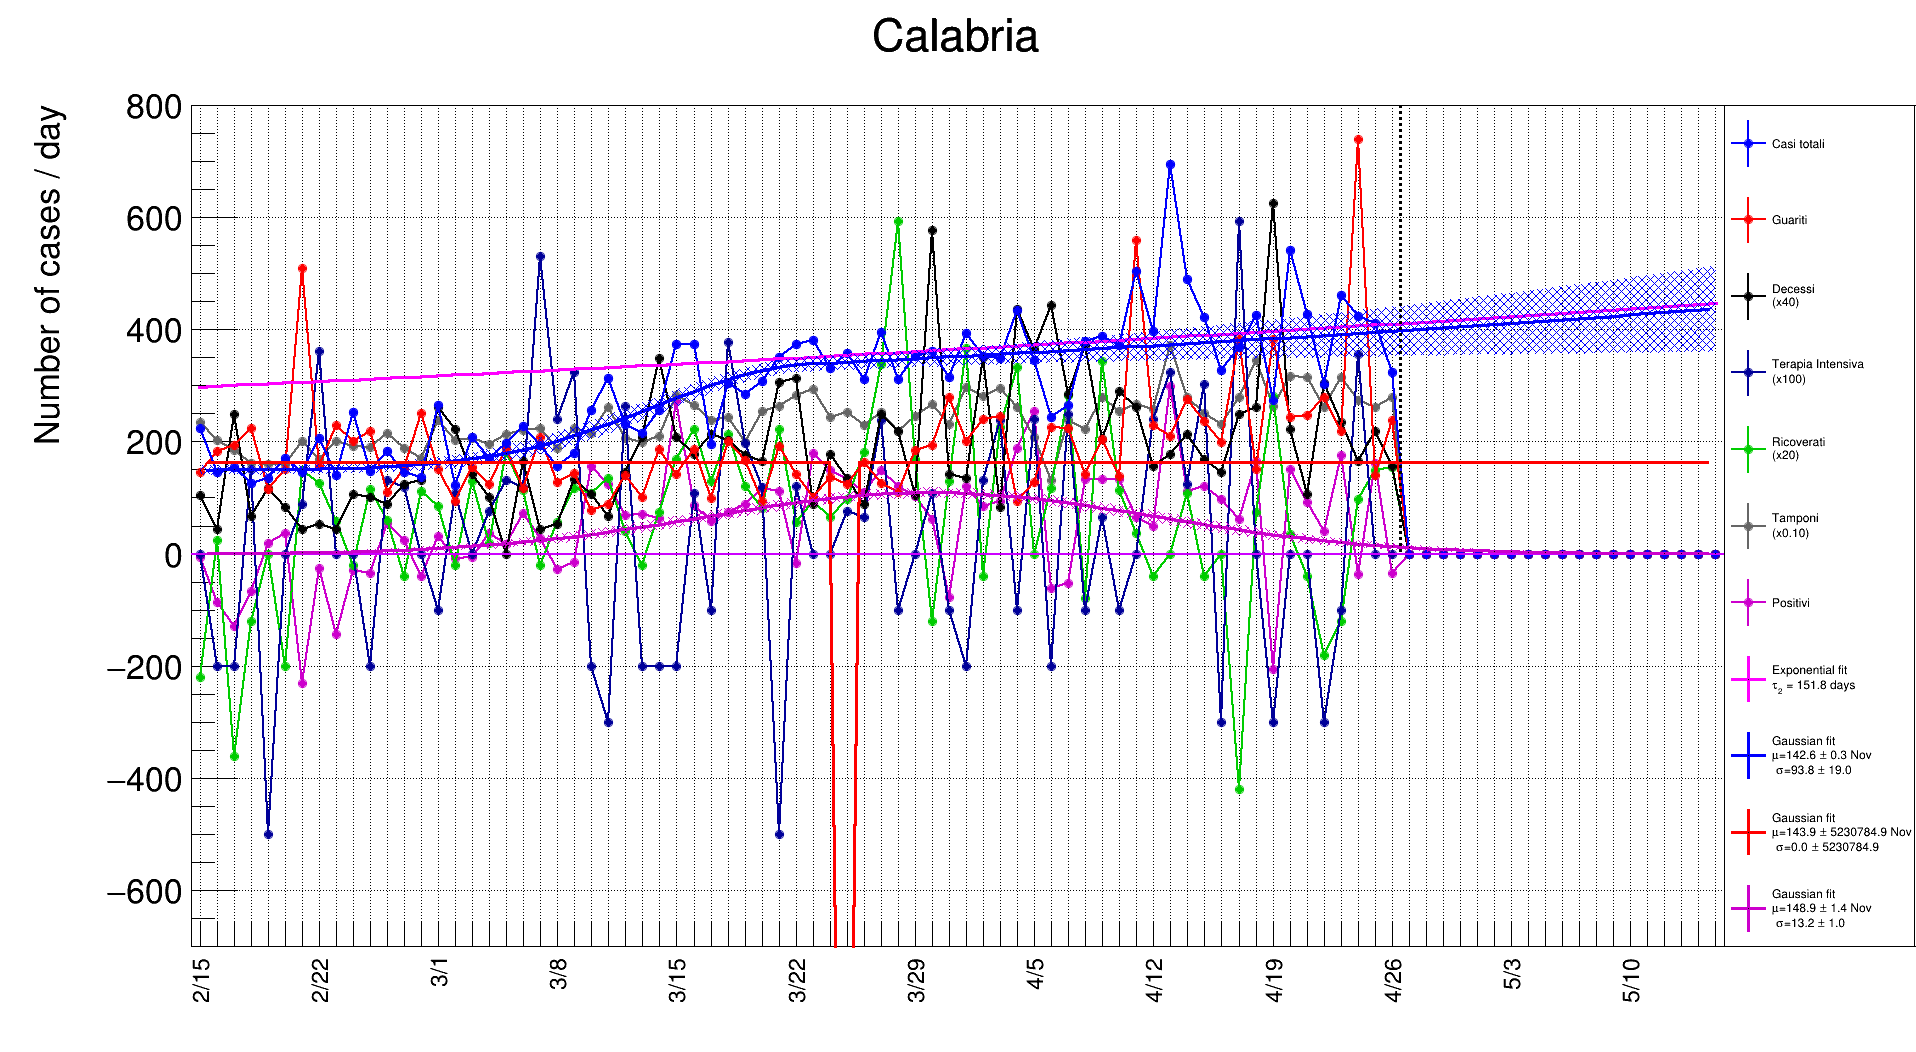 Calabria
Number of cases / day
800
600
400
200
0
−200
−400
−600
2/15
2/22
3/1
3/8
3/15
3/22
3/29
4/5
4/12
4/19
4/26
5/3
5/10
Casi totali
Guariti
Decessi
(x40)
Terapia Intensiva
(x100)
Ricoverati
(x20)
Tamponi
(x0.10)
Positivi
Exponential fit
τ2 = 151.8 days
Gaussian fit
μ=142.6 ± 0.3 Nov
σ=93.8 ± 19.0
Gaussian fit
μ=143.9 ± 5230784.9 Nov
σ=0.0 ± 5230784.9
Gaussian fit
μ=148.9 ± 1.4 Nov
σ=13.2 ± 1.0